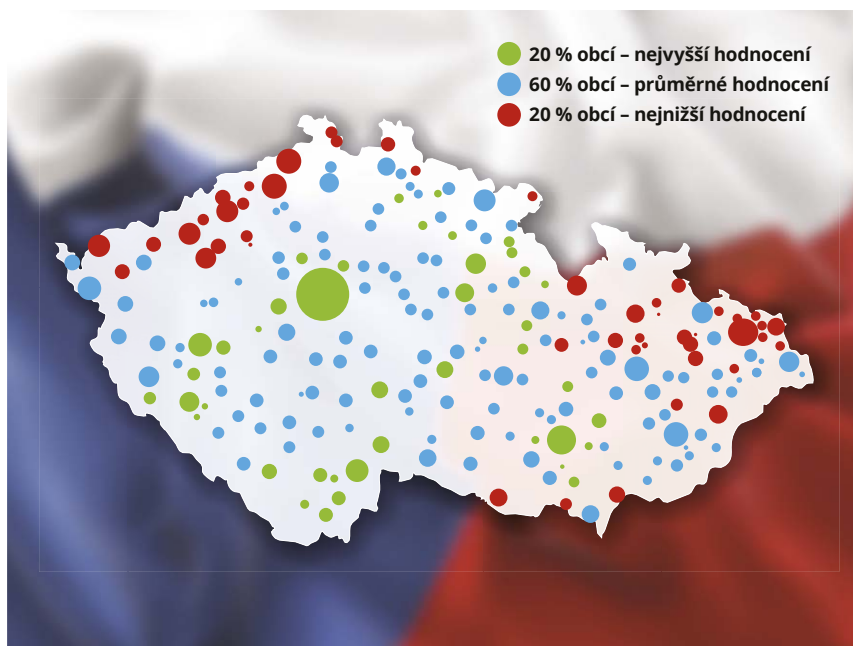 20 % obcí – nejvyšší hodnocení
60 % obcí – průměrné hodnocení
20 % obcí – nejnižší hodnocení